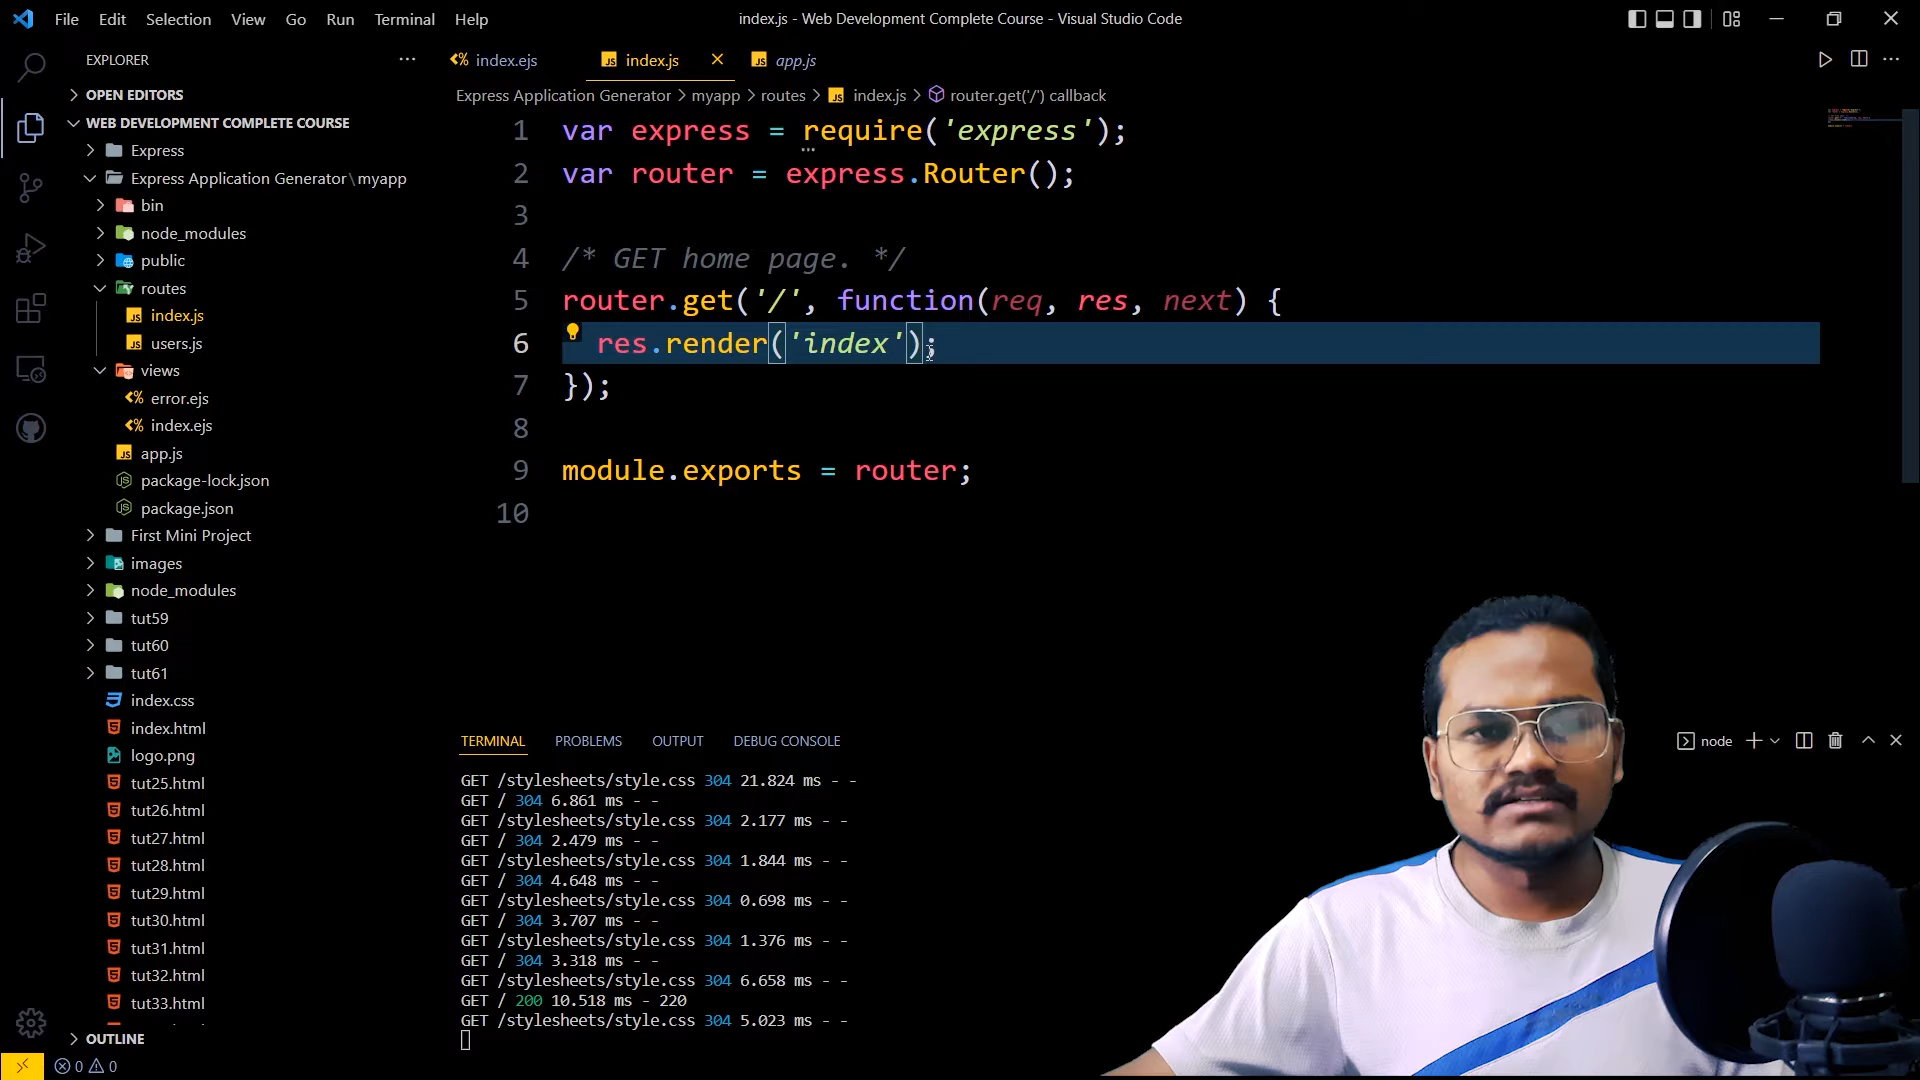 File Edit Selection View Go Run Terminal Help
index.js - Web Development Complete Course - Visual Studio Code
EXPLORER
OPEN EDITORS
WEB DEVELOPMENT COMPLETE COURSE
Express
Express Application Generator\myapp
bin
node_modules
public
routes
index.js
users.js
views
error.ejs
index.ejs
app.js
package-lock.json
package.json
First Mini Project
images
node_modules
tut59
tut60
tut61
index.css
index.html
logo.png
tut25.html
tut26.html
tut27.html
tut28.html
tut29.html
tut30.html
tut31.html
tut32.html
tut33.html
OUTLINE
0 0
index.ejs
index.js
app.js
Express Application Generator > myapp > routes > index.js > router.get('/') callback
1 var express = require('express');
2 var router = express.Router();
3
4 /* GET home page. */
5 router.get('/', function(req, res, next) {
6 res.render('index');
7 });
8
9 module.exports = router;
10
TERMINAL PROBLEMS OUTPUT DEBUG CONSOLE
node
GET /stylesheets/style.css 304 21.824 ms - -
GET / 304 6.861 ms - -
GET /stylesheets/style.css 304 2.177 ms - -
GET / 304 2.479 ms - -
GET /stylesheets/style.css 304 1.844 ms - -
GET / 304 4.648 ms - -
GET /stylesheets/style.css 304 0.698 ms - -
GET / 304 3.707 ms - -
GET /stylesheets/style.css 304 1.376 ms - -
GET / 304 3.318 ms - -
GET /stylesheets/style.css 304 6.658 ms - -
GET / 200 10.518 ms - 220
GET /stylesheets/style.css 304 5.023 ms - -